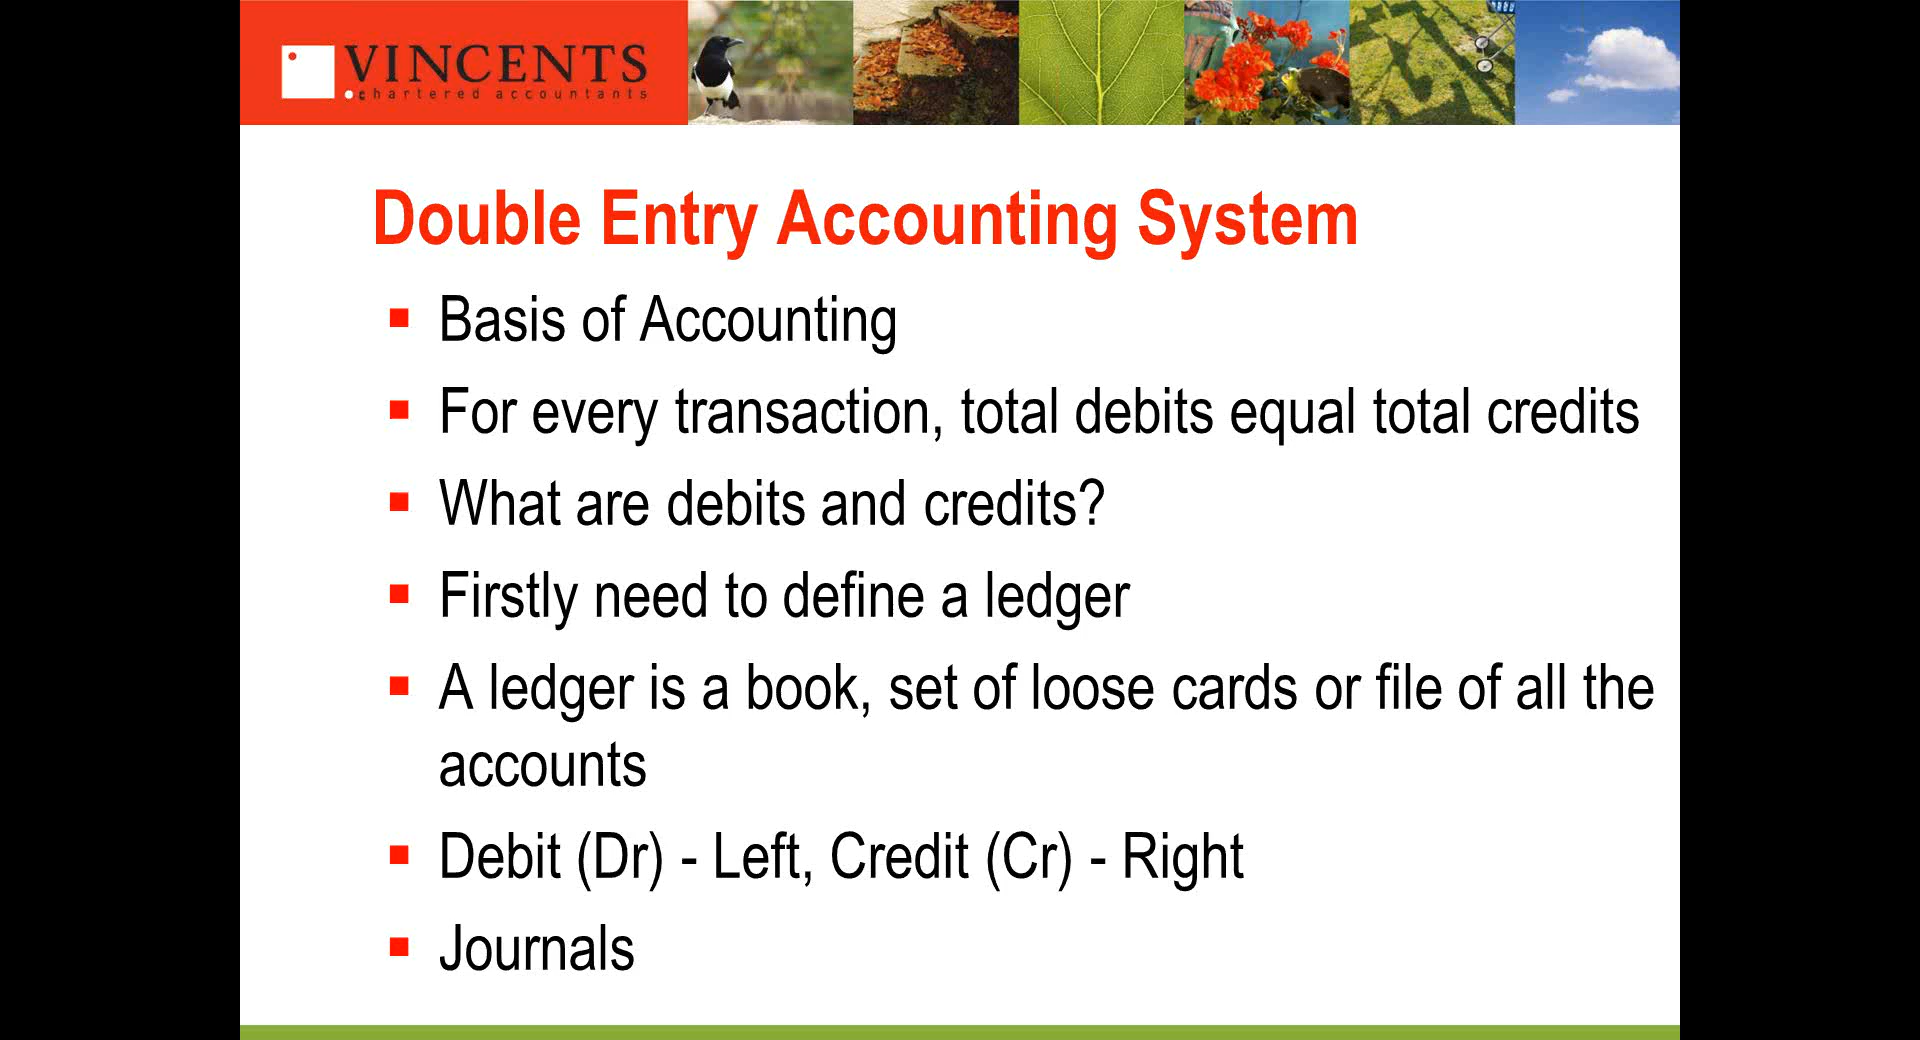 VINCENTS
chartered accountants
Double Entry Accounting System
Basis of Accounting
For every transaction, total debits equal total credits
What are debits and credits?
Firstly need to define a ledger
A ledger is a book, set of loose cards or file of all the
accounts
Debit (Dr) - Left, Credit (Cr) - Right
Journals